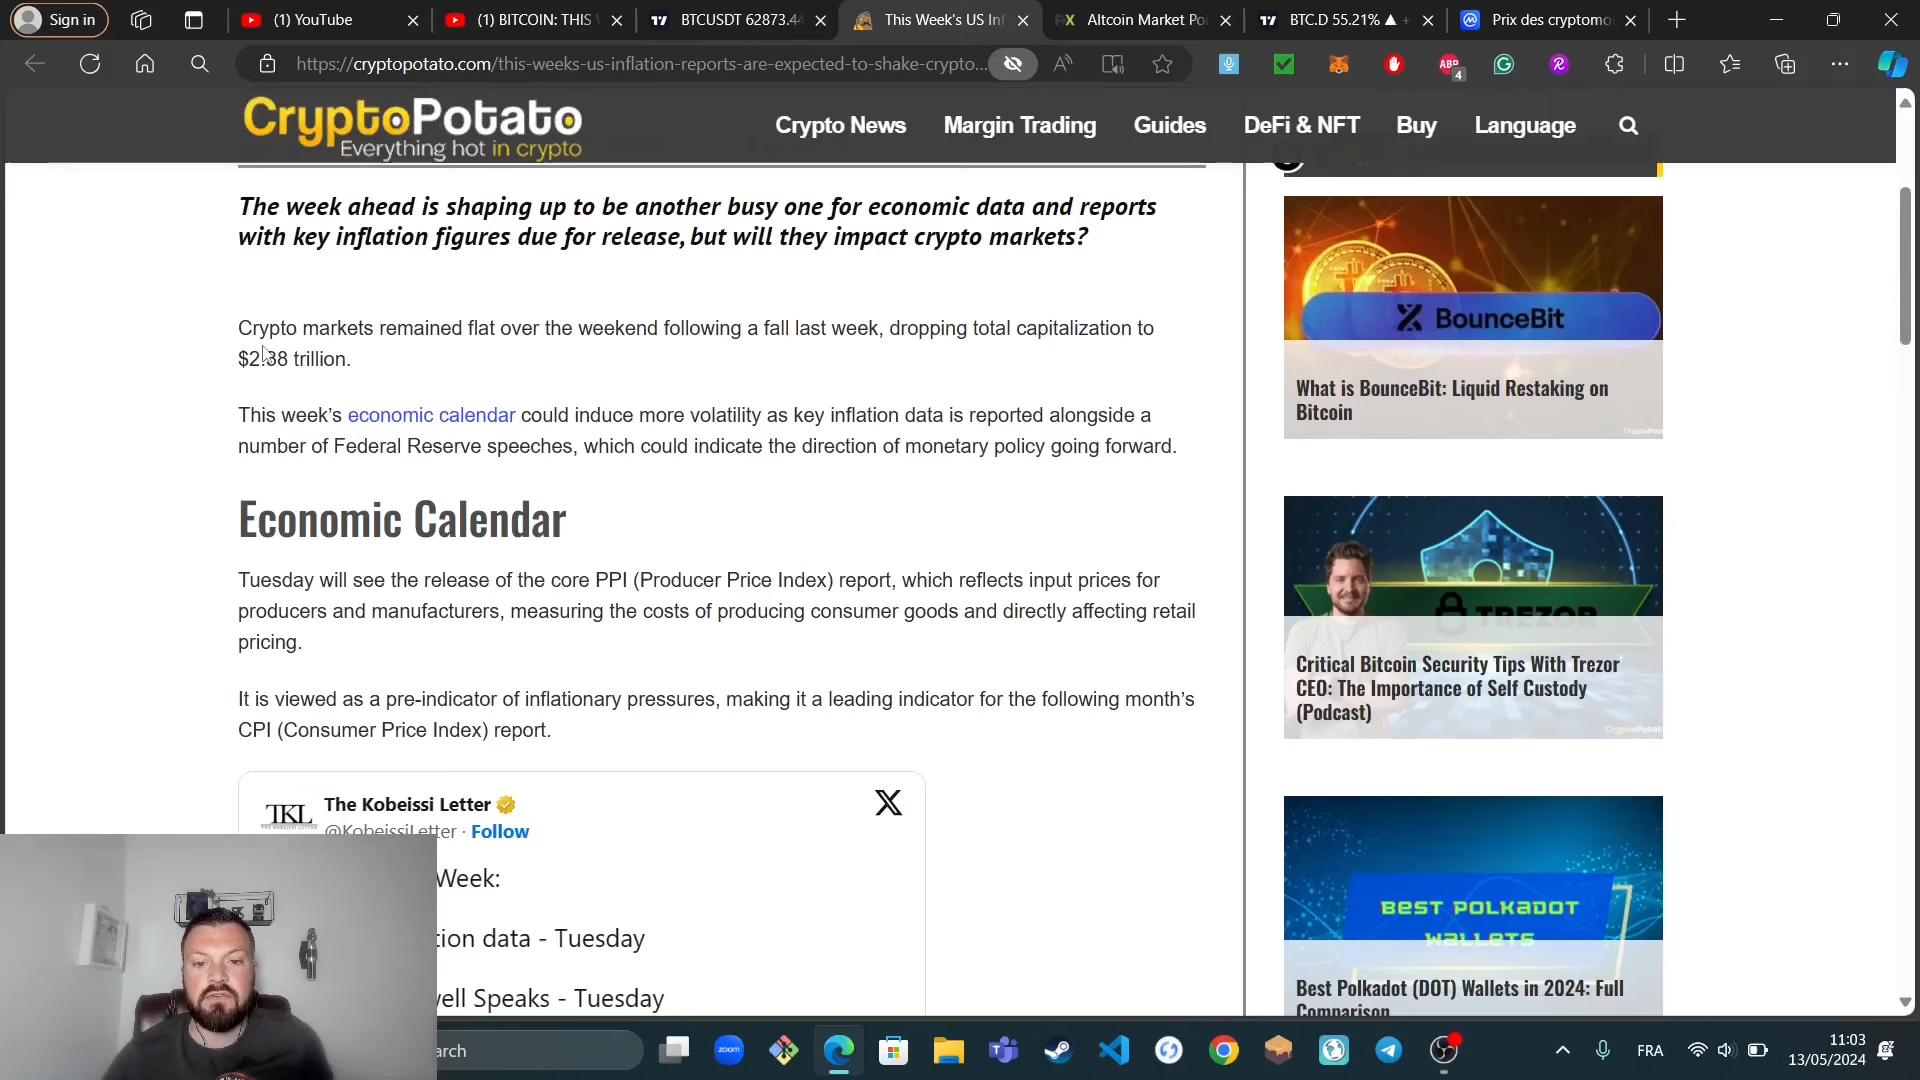 Sign in
(1) YouTube
(1) BITCOIN: THIS
BTCUSDT 62873.44
This Week's US Inf
Altcoin Market Po
BTC.D 55.21% ▲ +
Prix des cryptomo
https://cryptopotato.com/this-weeks-us-inflation-reports-are-expected-to-shake-crypto...
ABP
4
CryptoPotato
Everything hot in crypto
Crypto News
Margin Trading
Guides
DeFi & NFT
Buy
Language
The week ahead is shaping up to be another busy one for economic data and reports
with key inflation figures due for release, but will they impact crypto markets?
Crypto markets remained flat over the weekend following a fall last week, dropping total capitalization to
$2.38 trillion.
This week’s economic calendar could induce more volatility as key inflation data is reported alongside a
number of Federal Reserve speeches, which could indicate the direction of monetary policy going forward.
Economic Calendar
Tuesday will see the release of the core PPI (Producer Price Index) report, which reflects input prices for
producers and manufacturers, measuring the costs of producing consumer goods and directly affecting retail
pricing.
It is viewed as a pre-indicator of inflationary pressures, making it a leading indicator for the following month’s
CPI (Consumer Price Index) report.
TKL
The Kobeissi Letter
@KobeissiLetter · Follow
Week:
tion data - Tuesday
ell Speaks - Tuesday
BounceBit
What is BounceBit: Liquid Restaking on
Bitcoin
TREZOR
Critical Bitcoin Security Tips With Trezor
CEO: The Importance of Self Custody
(Podcast)
BEST POLKADOT
WALLETS
Best Polkadot (DOT) Wallets in 2024: Full
Comparison
arch
zoom
FRA
11:03
13/05/2024